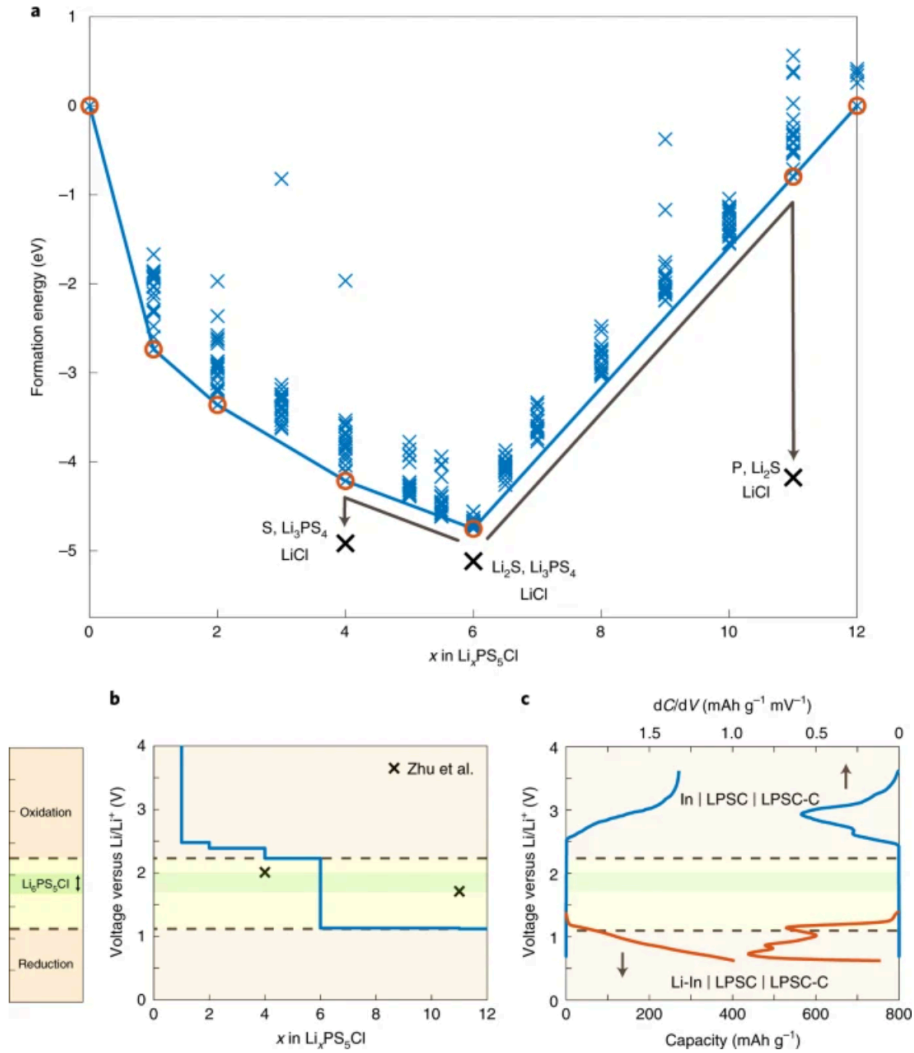 a
1
0
−1
−2
−3
−4
−5
Formation energy (eV)
S, Li₃PS₄
LiCl
Li₂S, Li₃PS₄
LiCl
P, Li₂S
LiCl
0 2 4 6 8 10 12
x in LiₓPS₅Cl
Oxidation
Li₆PS₅Cl
Reduction
b
4
3
2
1
0
Voltage versus Li/Li⁺ (V)
Zhu et al.
0 2 4 6 8 10 12
x in LiₓPS₅Cl
c
dC/dV (mAh g⁻¹ mV⁻¹)
1.5 1.0 0.5 0
4
3
2
1
0
Voltage versus Li/Li⁺ (V)
In | LPSC | LPSC-C
Li-In | LPSC | LPSC-C
0 200 400 600 800
Capacity (mAh g⁻¹)